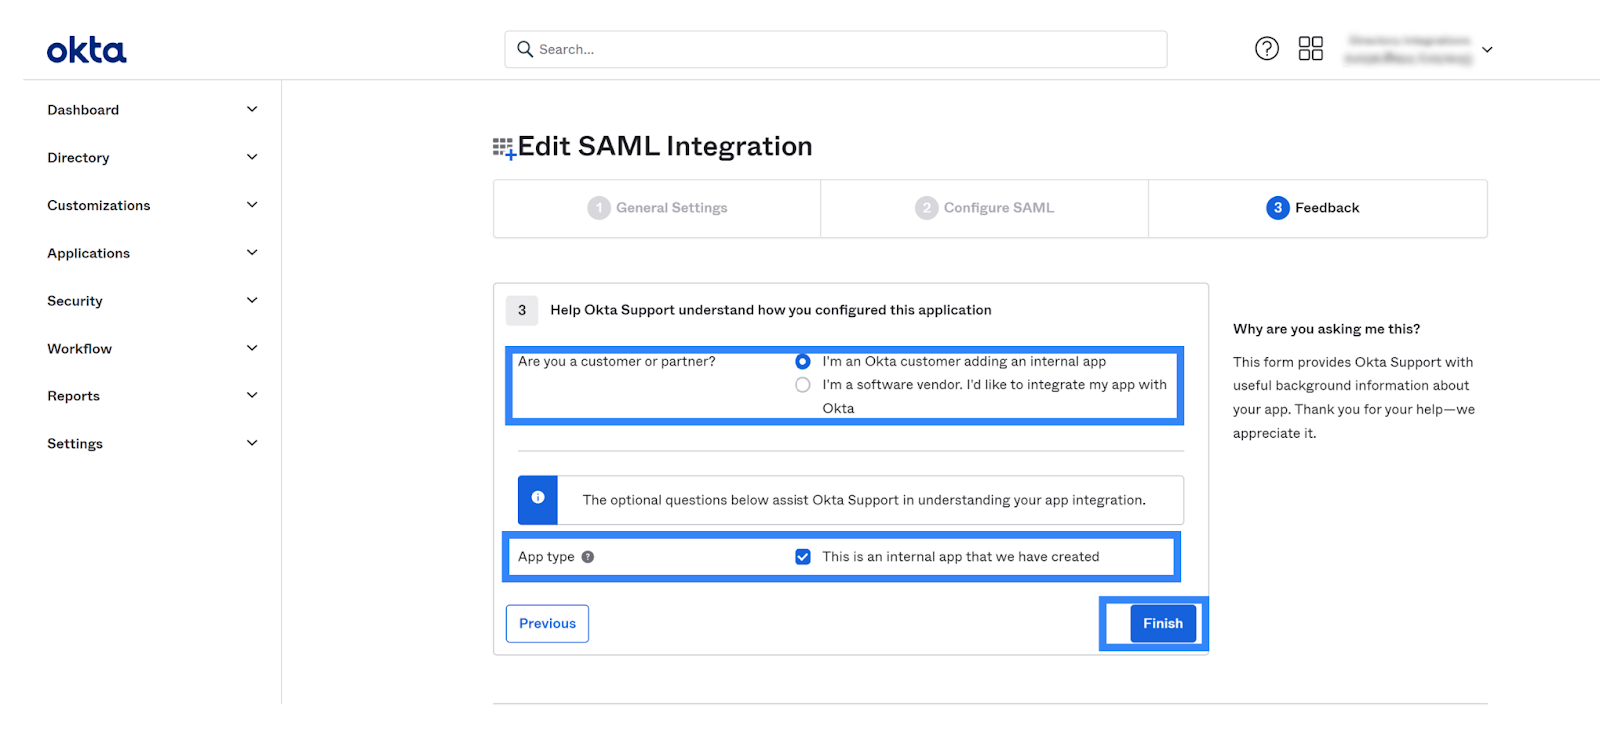 okta
Search...
Dashboard
Directory
Customizations
Applications
Security
Workflow
Reports
Settings
Edit SAML Integration
1 General Settings
2 Configure SAML
3 Feedback
3 Help Okta Support understand how you configured this application
Are you a customer or partner?
I'm an Okta customer adding an internal app
I'm a software vendor. I'd like to integrate my app with
Okta
The optional questions below assist Okta Support in understanding your app integration.
App type
This is an internal app that we have created
Previous
Finish
Why are you asking me this?
This form provides Okta Support with
useful background information about
your app. Thank you for your help—we
appreciate it.